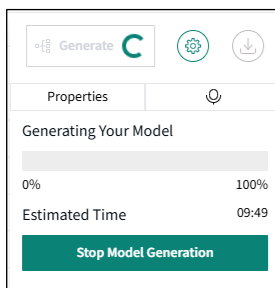 Generate
Properties
Generating Your Model
0% 100%
Estimated Time 09:49
Stop Model Generation